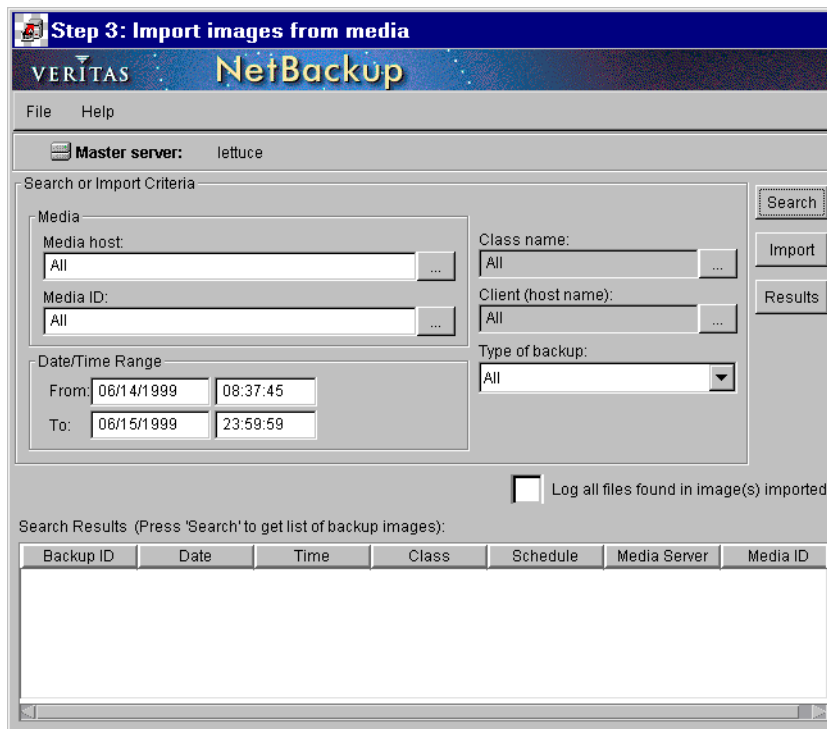 Step 3: Import images from media
VERITAS NetBackup
File Help
Master server: lettuce
Search or Import Criteria
Media
Media host:
All ...
Media ID:
All ...
Date/Time Range
From: 06/14/1999 08:37:45
To: 06/15/1999 23:59:59
Class name:
All ...
Client (host name):
All ...
Type of backup:
All
Search
Import
Results
Log all files found in image(s) imported
Search Results (Press 'Search' to get list of backup images):
Backup ID Date Time Class Schedule Media Server Media ID